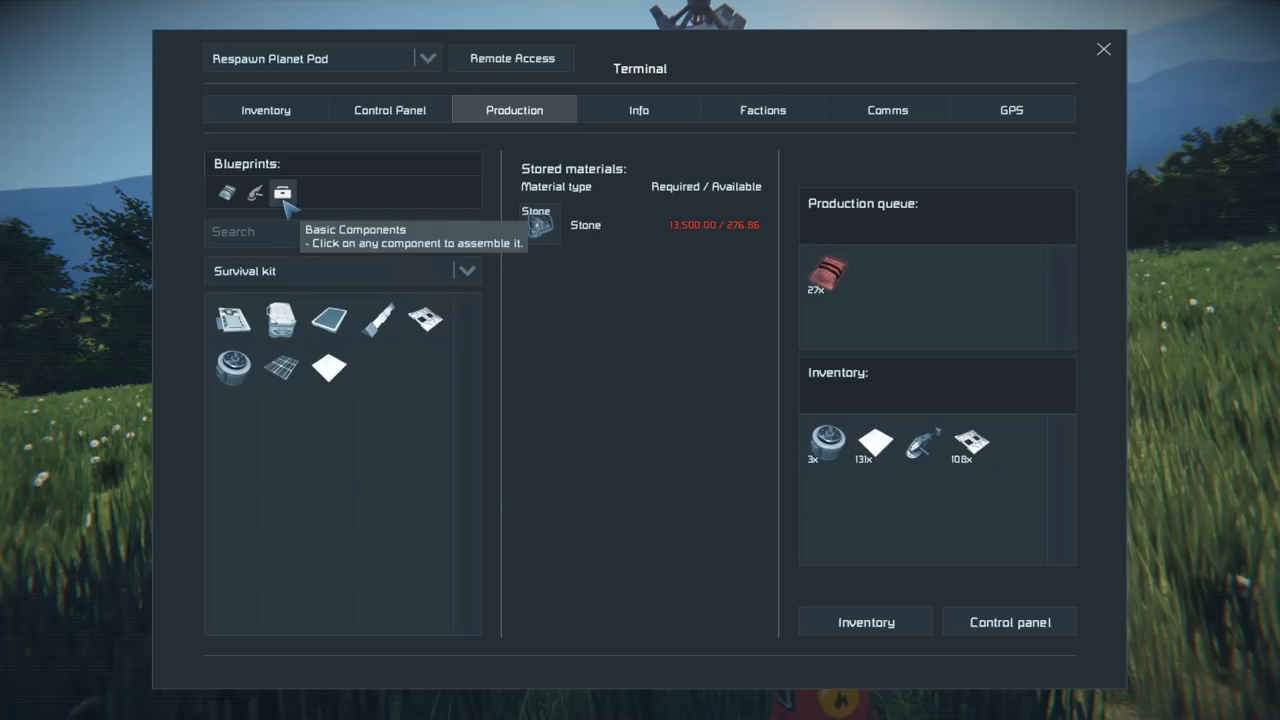 Respawn Planet Pod
Remote Access
Terminal
Inventory
Control Panel
Production
Info
Factions
Comms
GPS
Blueprints:
Search
Basic Components
- Click on any component to assemble it.
Survival kit
Stored materials:
Material type
Required / Available
Stone
Stone
13,500.00 / 276.86
Production queue:
27x
Inventory:
3x
131x
108x
Inventory
Control panel